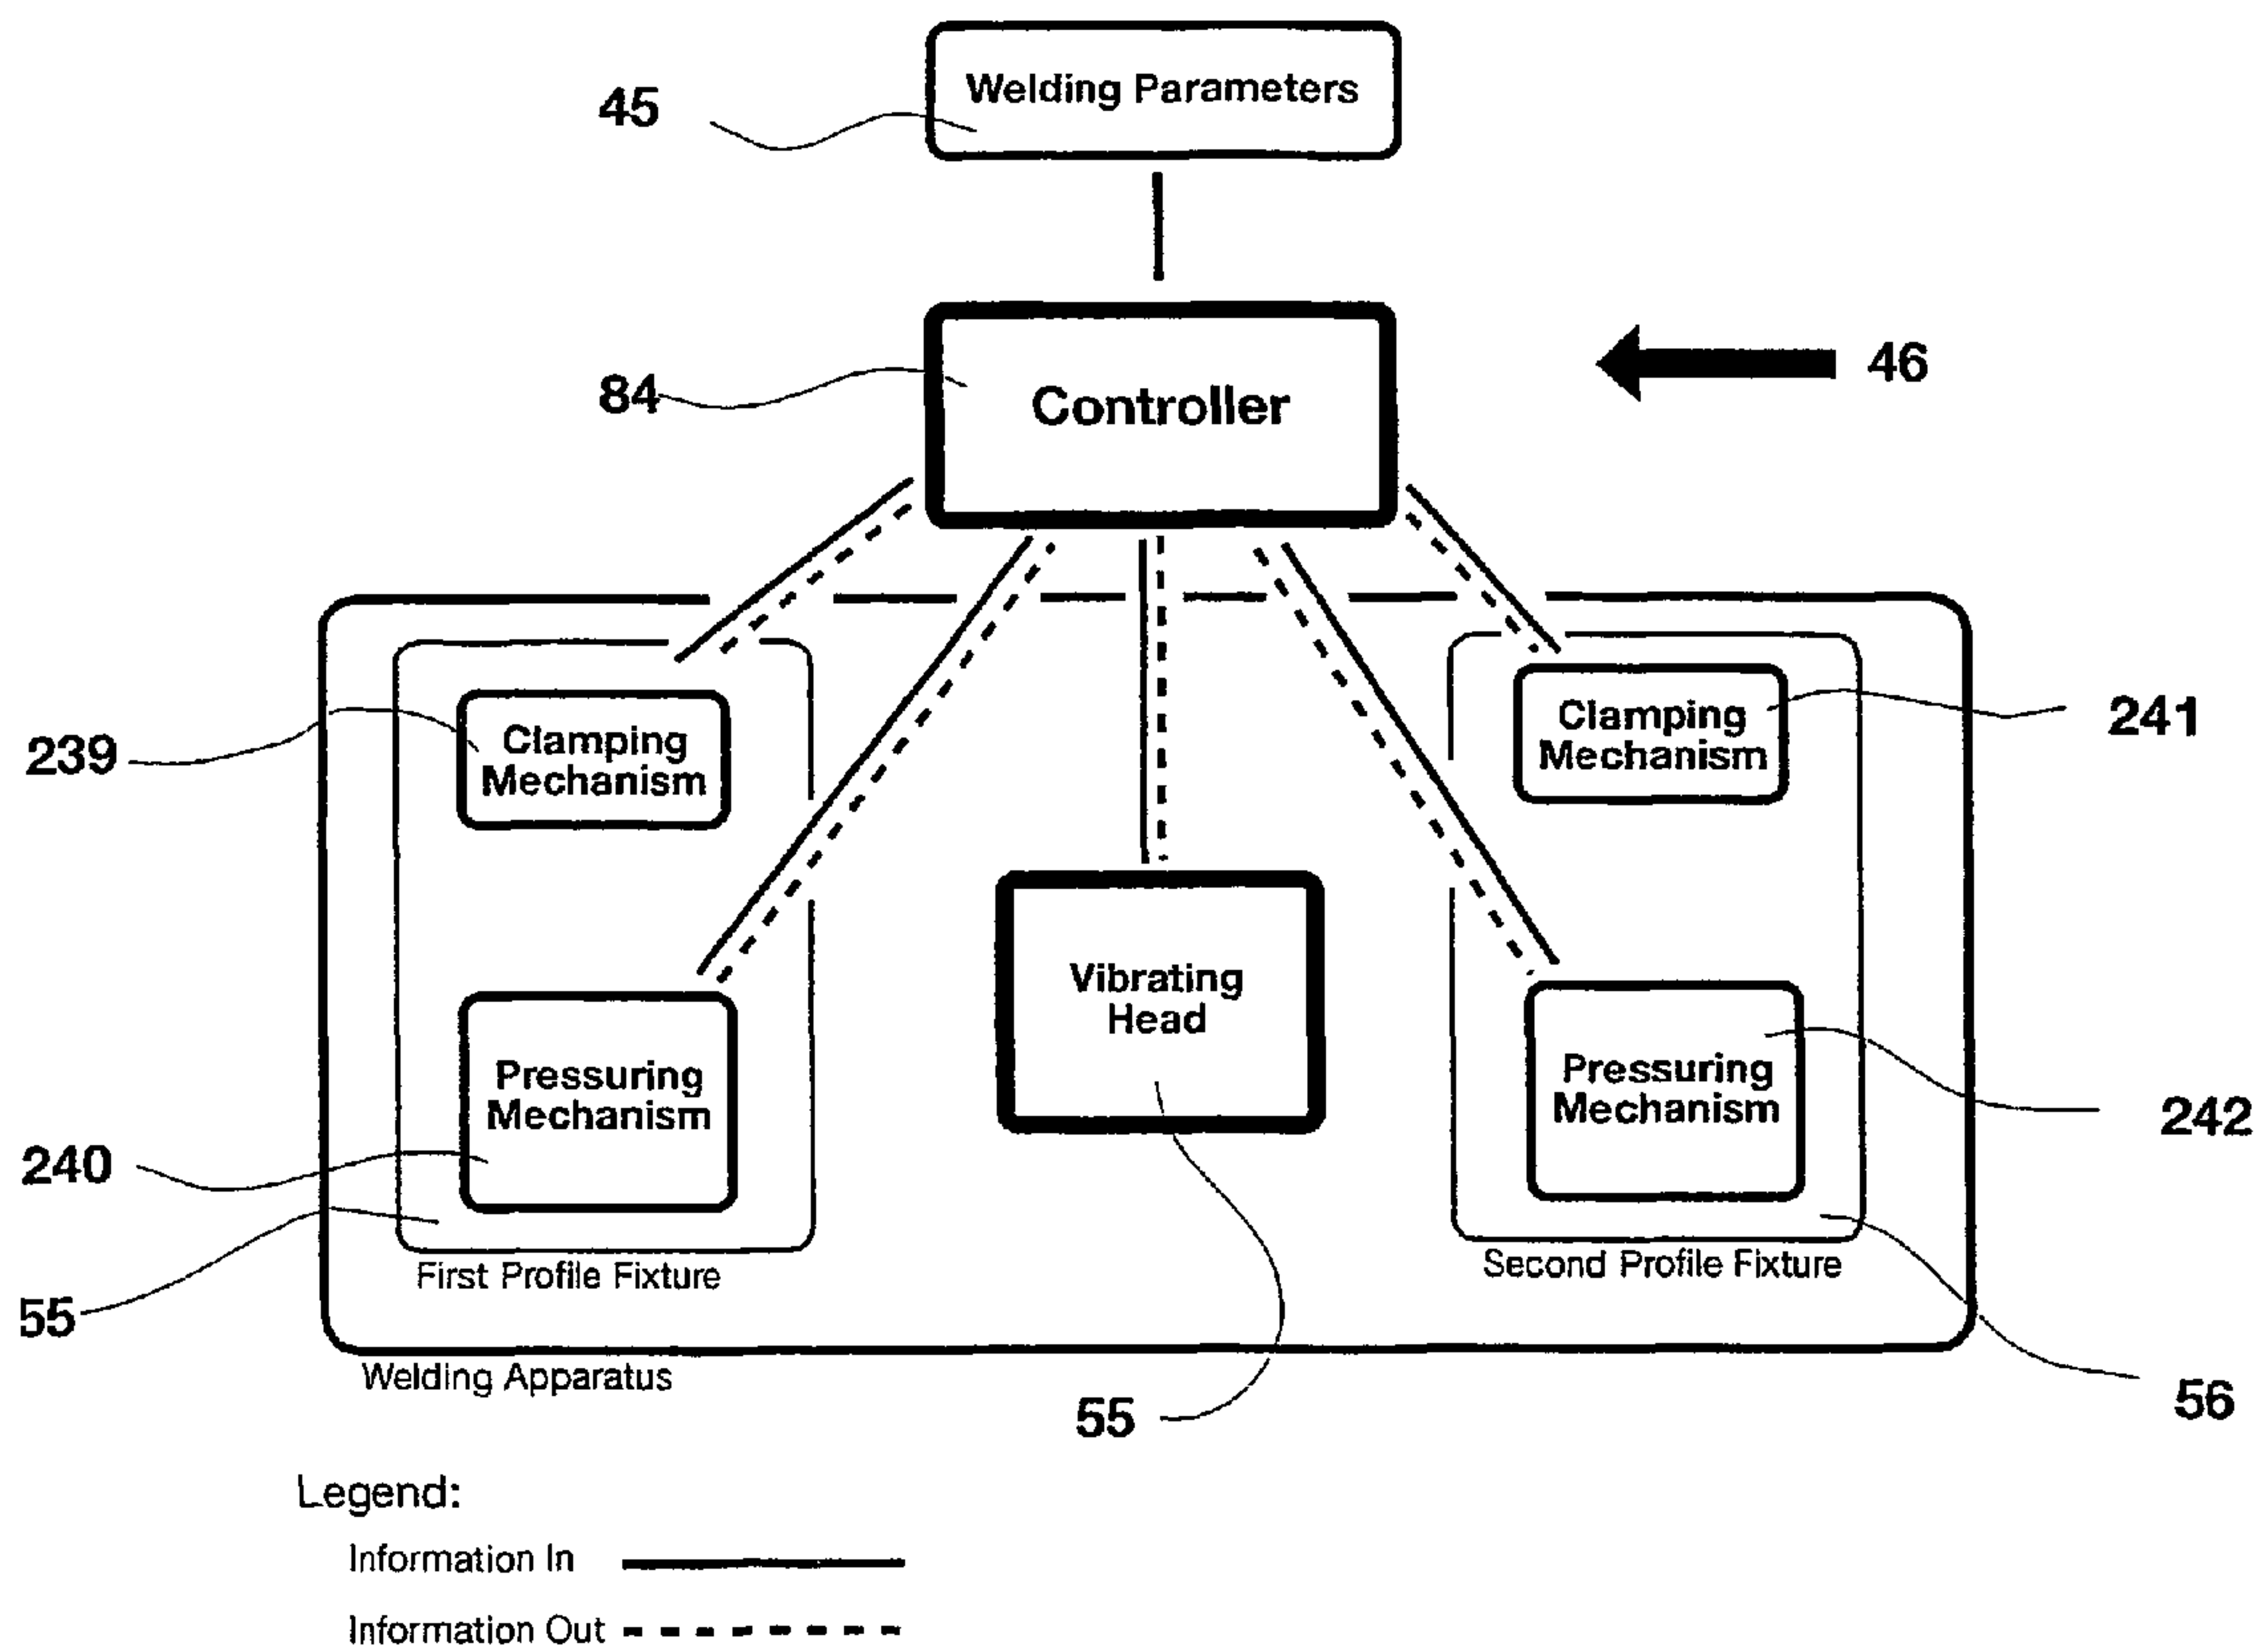 Welding Parameters
45
84
Controller
46
239
Clamping
Mechanism
Clamping
Mechanism
241
Vibrating
Head
Pressuring
Mechanism
Pressuring
Mechanism
240
242
55
First Profile Fixture
Second Profile Fixture
Welding Apparatus
55
56
Legend:
Information In
Information Out